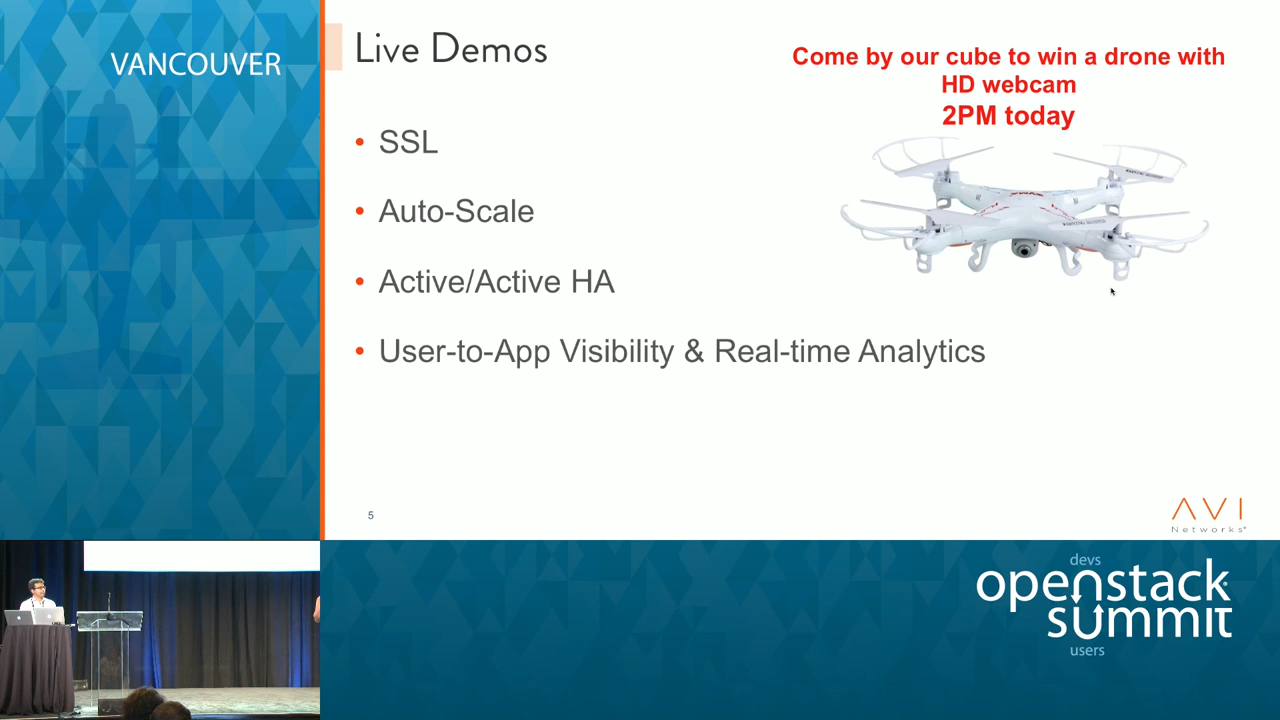 VANCOUVER
Live Demos
Come by our cube to win a drone with
HD webcam
2PM today
• SSL
• Auto-Scale
• Active/Active HA
• User-to-App Visibility & Real-time Analytics
5
AVI
Networks
devs
openstack
summit
users